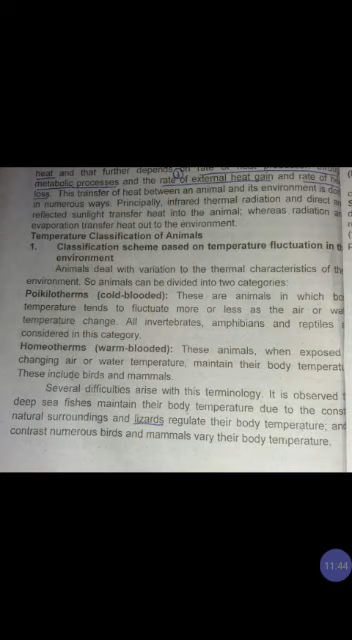 heat and that further depends on rate of heat production through
metabolic processes and the rate of external heat gain and rate of
loss. This transfer of heat between an animal and its environment is
in numerous ways. Principally, infrared thermal radiation and direct
reflected sunlight transfer heat into the animal; whereas radiation
evaporation transfer heat out to the environment.
Temperature Classification of Animals
1. Classification scheme based on temperature fluctuation in
environment
Animals deal with variation to the thermal characteristics of
environment. So animals can be divided into two categories:
Poikilotherms (cold-blooded): These are animals in which
temperature tends to fluctuate more or less as the air or
temperature change. All invertebrates, amphibians and reptiles
considered in this category.
Homeotherms (warm-blooded): These animals, when exposed
changing air or water temperature, maintain their body
These include birds and mammals.
Several difficulties arise with this terminology. It is observed
deep sea fishes maintain their body temperature due to the
natural surroundings and lizards regulate their body temperature;
contrast numerous birds and mammals vary their body temperature.
11:44